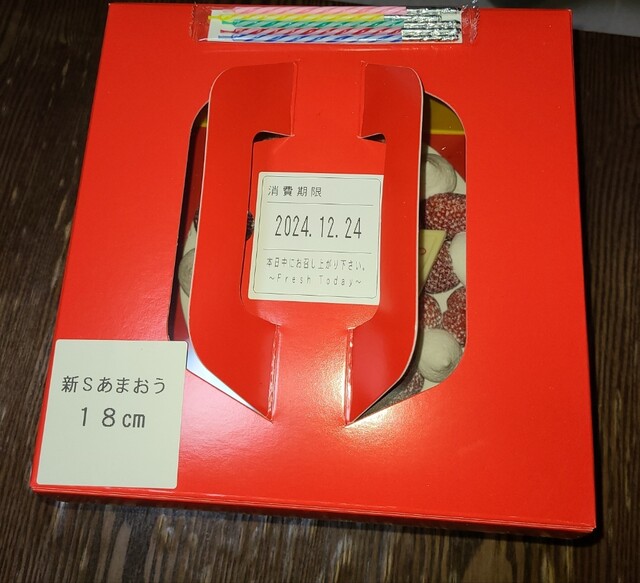 消費期限
2024.12.24
本日中にお召し上がり下さい。
～Fresh Today～
新Sあまおう
18cm